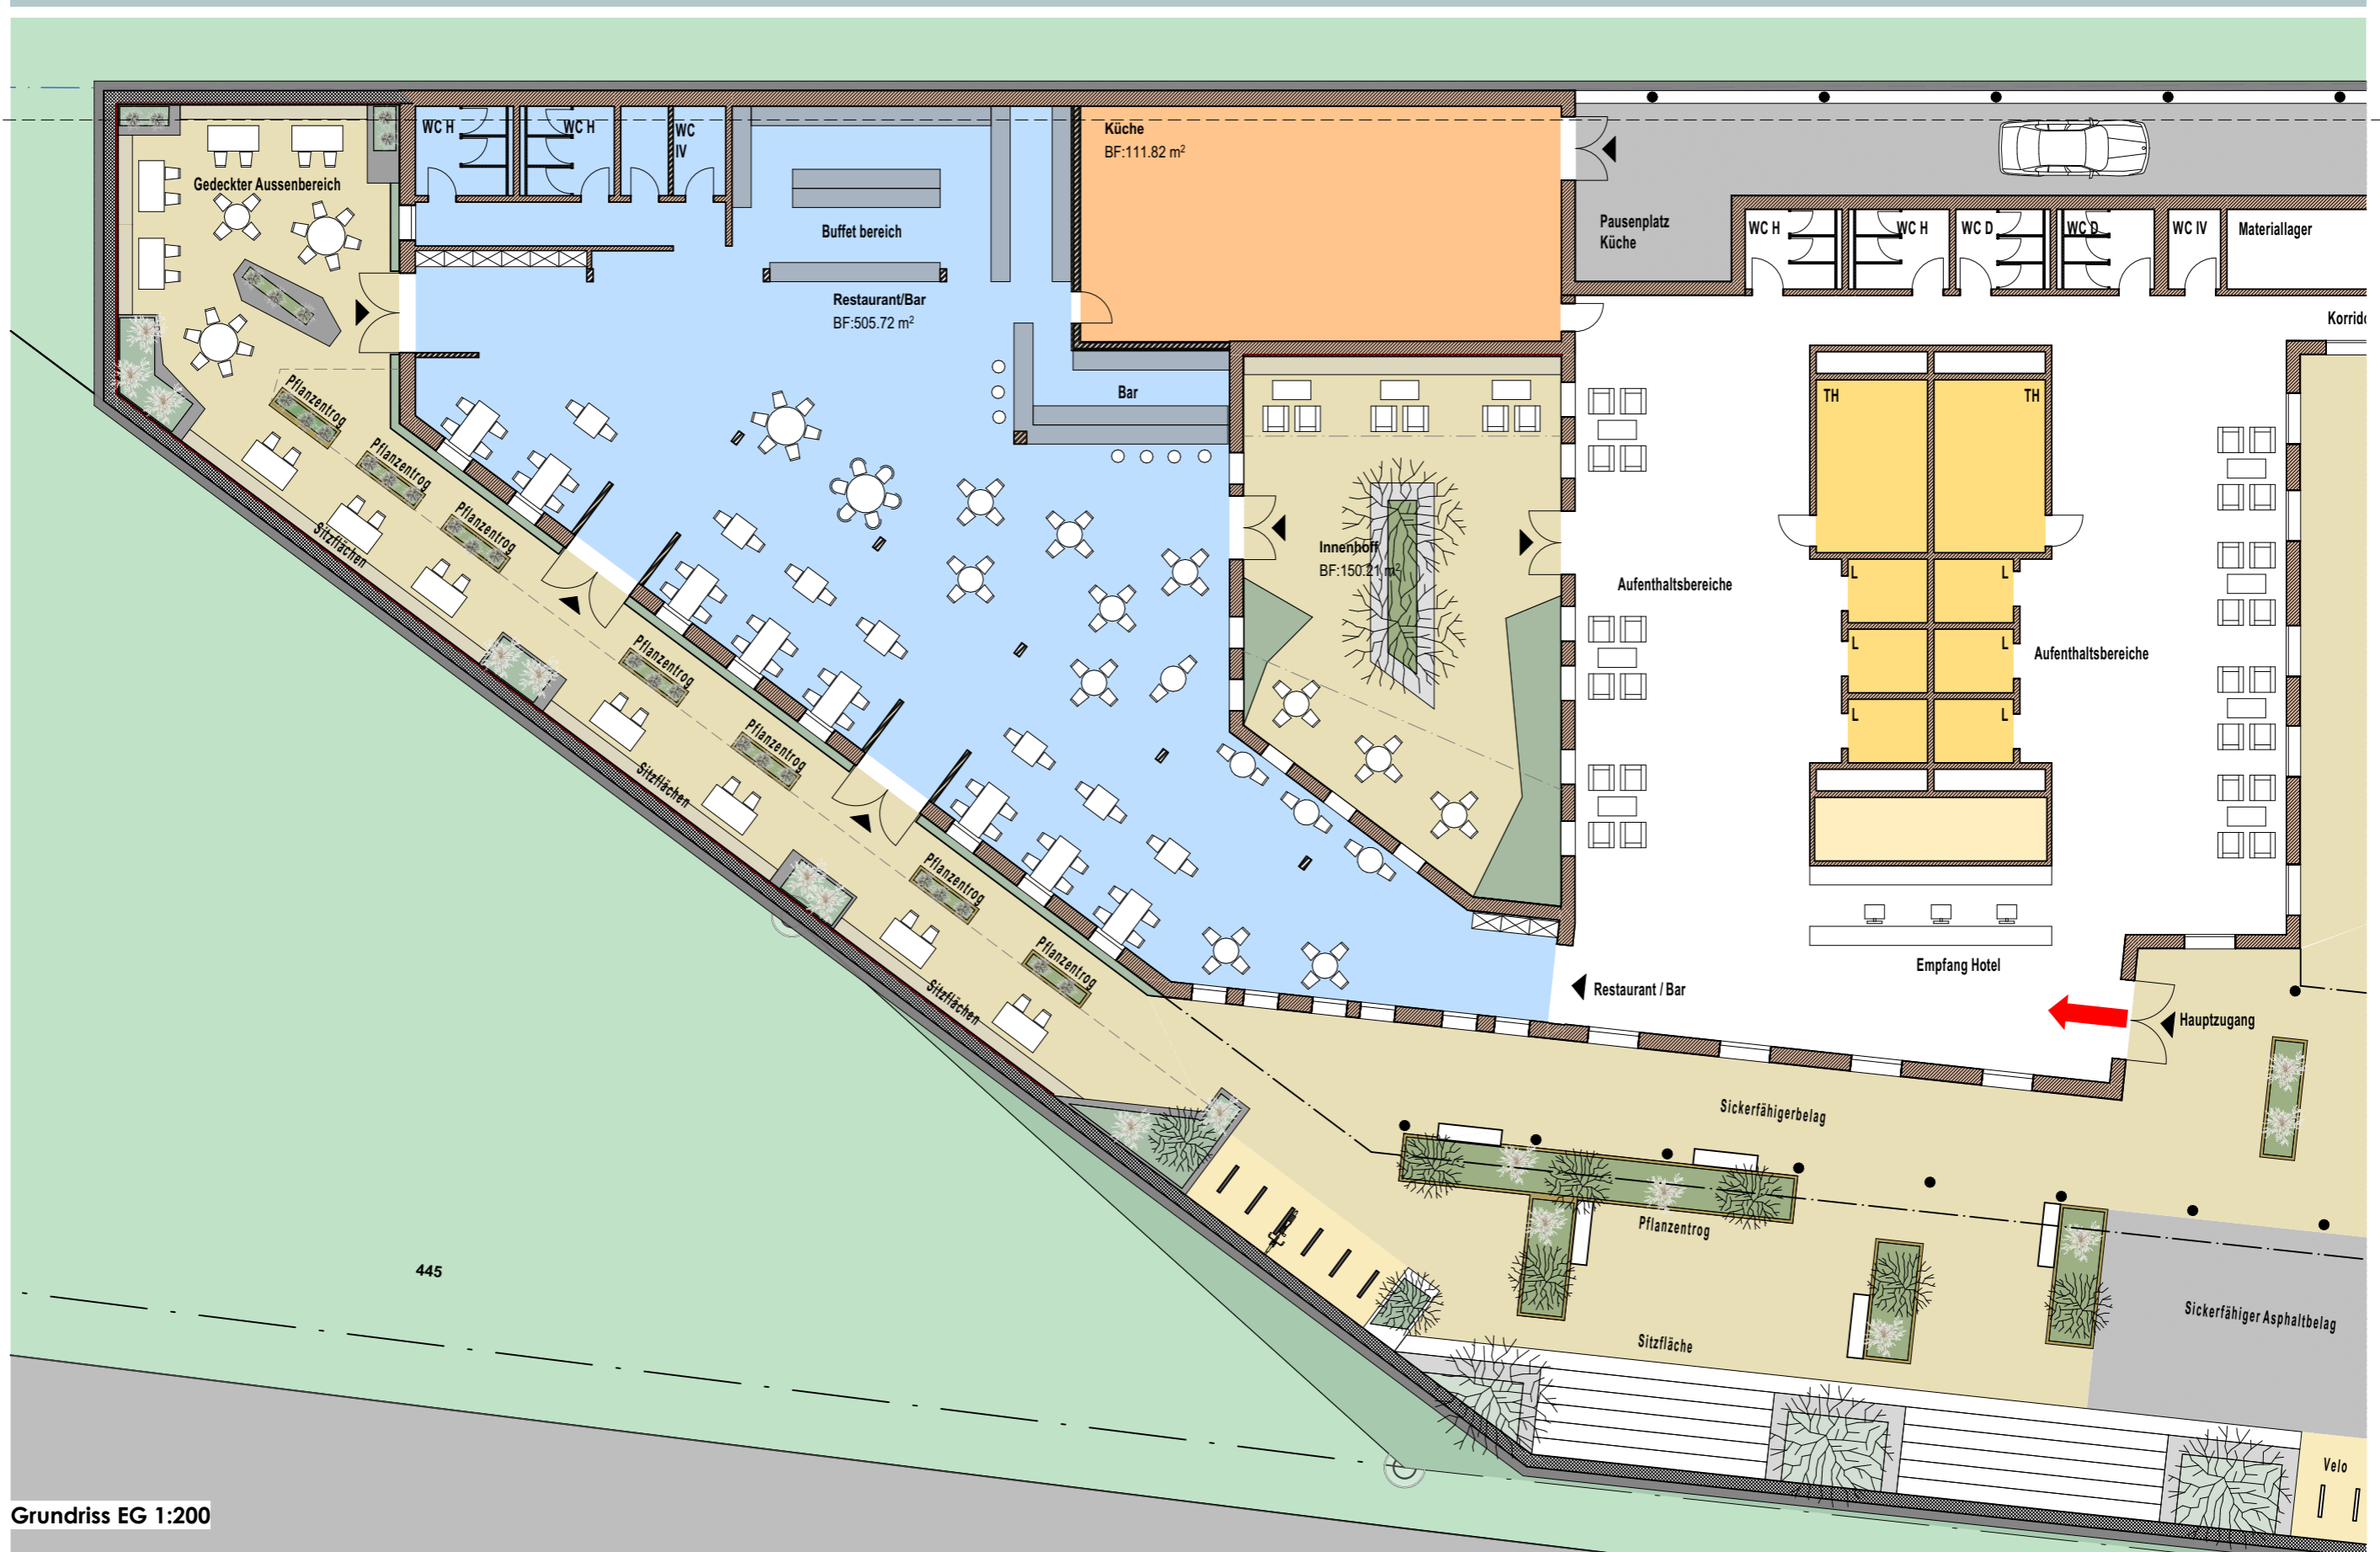 WC H
WC H
WC
IV
Küche
BF:111.82 m²
Gedeckter Aussenbereich
Buffet bereich
Pausenplatz
Küche
WC H
WC H
WC D
WC D
WC IV
Materiallager
Restaurant/Bar
BF:505.72 m²
Korrido
Bar
TH
TH
Pflanzentrog
Pflanzentrog
Pflanzentrog
Sitzflächen
Innenhoff
BF:150.21 m²
Aufenthaltsbereiche
L
L
L
L
Aufenthaltsbereiche
L
L
Pflanzentrog
Pflanzentrog
Sitzflächen
Pflanzentrog
Pflanzentrog
Sitzflächen
Empfang Hotel
Restaurant / Bar
Hauptzugang
Sickerfähigerbelag
Pflanzentrog
445
Sickerfähiger Asphaltbelag
Sitzfläche
Velo
Grundriss EG 1:200